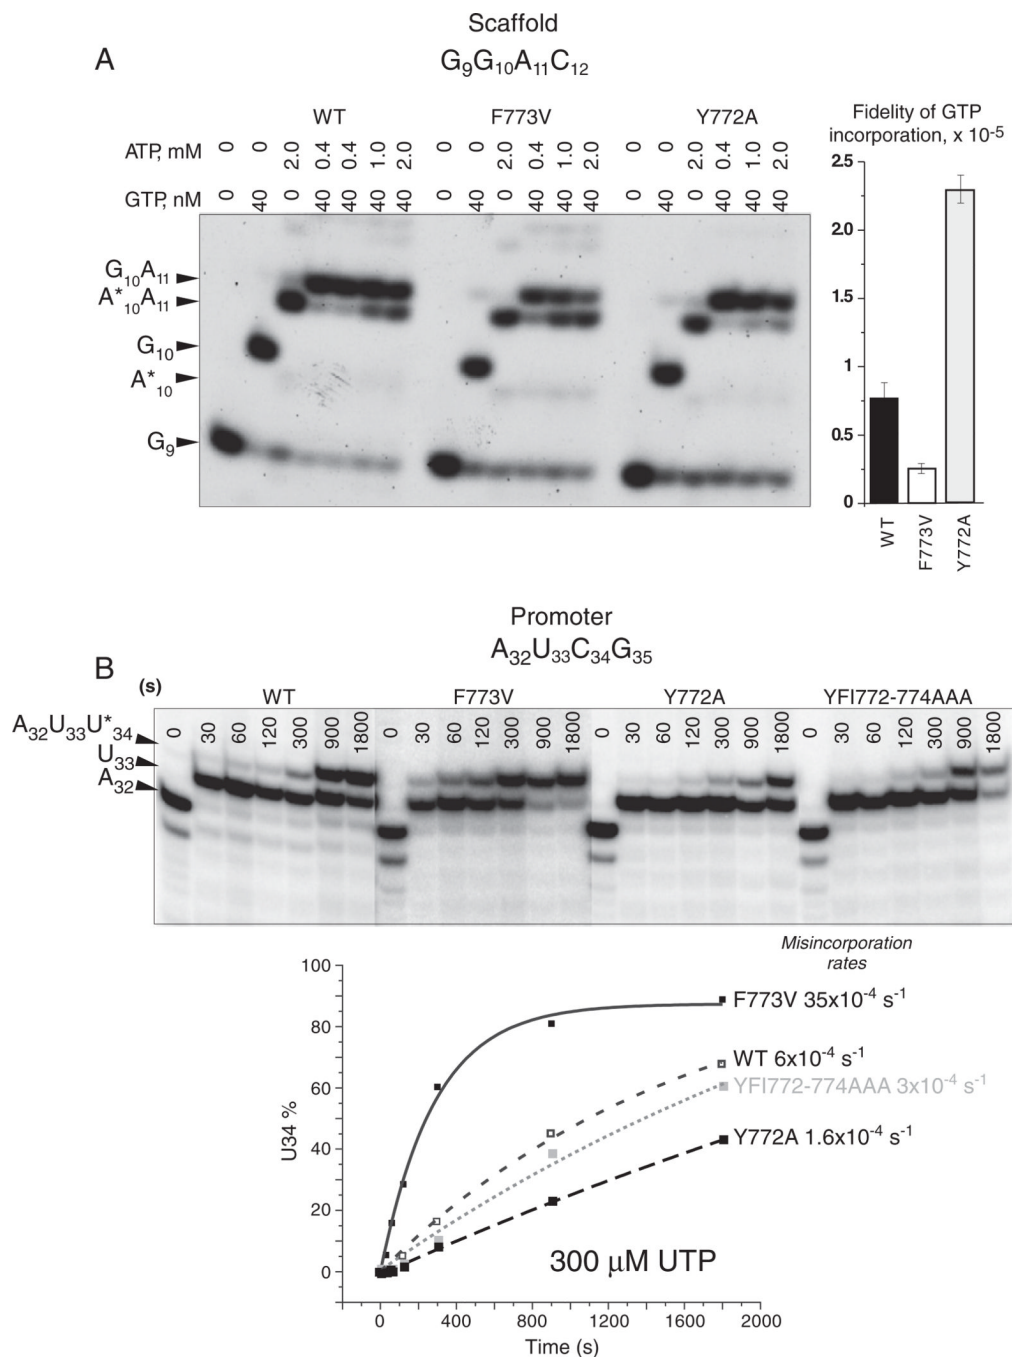 Scaffold
A
G9G10A11C12
WT F773V Y772A
Fidelity of GTP
incorporation, x 10-5
ATP, mM 0 0 2.0 0.4 0.4 1.0 2.0 0 0 2.0 0.4 1.0 2.0 0 0 2.0 0.4 1.0 2.0
GTP, nM 0 40 0 40 40 40 40 0 40 0 40 40 40 0 40 0 40 40 40
G10A11
A*10A11
G10
A*10
G9
2.5
2.0
1.5
1
0.5
0
WT
F773V
Y772A
Promoter
A32U33C34G35
B
(s) WT F773V Y772A YFI772-774AAA
0 30 60 120 300 900 1800 0 30 60 120 300 900 1800 0 30 60 120 300 900 1800 0 30 60 120 300 900 1800
A32U33U*34
U33
A32
Misincorporation
rates
100
80
60
40
20
0
U34 %
F773V 35x10-4 s-1
WT 6x10-4 s-1
YFI772-774AAA 3x10-4 s-1
Y772A 1.6x10-4 s-1
300 μM UTP
0 400 800 1200 1600 2000
Time (s)